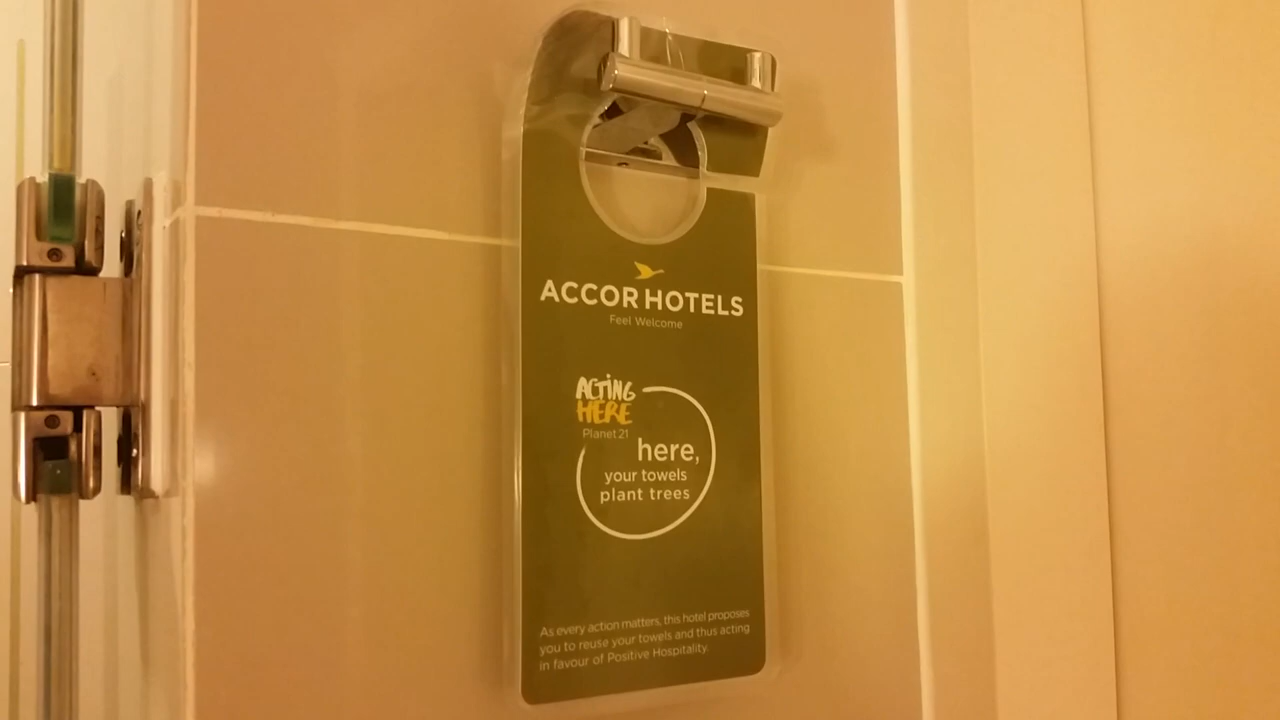 ACCOR HOTELS
Feel Welcome
ACTING
HERE
Planet 21
here,
your towels
plant trees
As every action matters, this hotel proposes
you to reuse your towels and thus acting
in favour of Positive Hospitality.